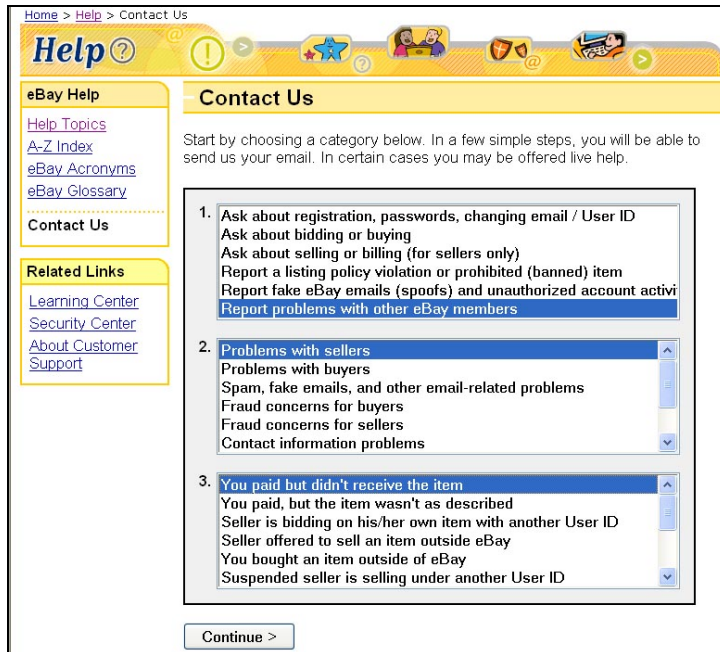 Home > Help > Contact Us
Help ?
eBay Help
Help Topics
A-Z Index
eBay Acronyms
eBay Glossary
Contact Us
Related Links
Learning Center
Security Center
About Customer
Support
Contact Us
Start by choosing a category below. In a few simple steps, you will be able to
send us your email. In certain cases you may be offered live help.
1. Ask about registration, passwords, changing email / User ID
Ask about bidding or buying
Ask about selling or billing (for sellers only)
Report a listing policy violation or prohibited (banned) item
Report fake eBay emails (spoofs) and unauthorized account activi
Report problems with other eBay members
2. Problems with sellers
Problems with buyers
Spam, fake emails, and other email-related problems
Fraud concerns for buyers
Fraud concerns for sellers
Contact information problems
3. You paid but didn't receive the item
You paid, but the item wasn't as described
Seller is bidding on his/her own item with another User ID
Seller offered to sell an item outside eBay
You bought an item outside of eBay
Suspended seller is selling under another User ID
Continue >